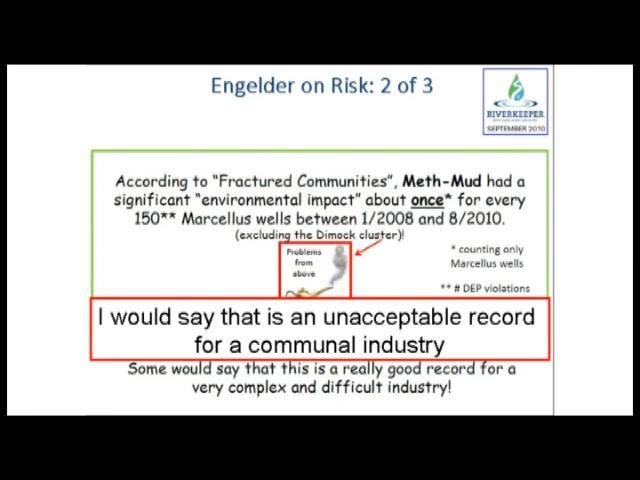 Engelder on Risk: 2 of 3
RIVERKEEPER
SEPTEMBER 2010
According to "Fractured Communities", Meth-Mud had a
significant "environmental impact" about once* for every
150** Marcellus wells between 1/2008 and 8/2010.
(excluding the Dimock cluster)!
Problems
from
above
* counting only
Marcellus wells
** # DEP violations
I would say that is an unacceptable record
for a communal industry
Some would say that this is a really good record for a
very complex and difficult industry!